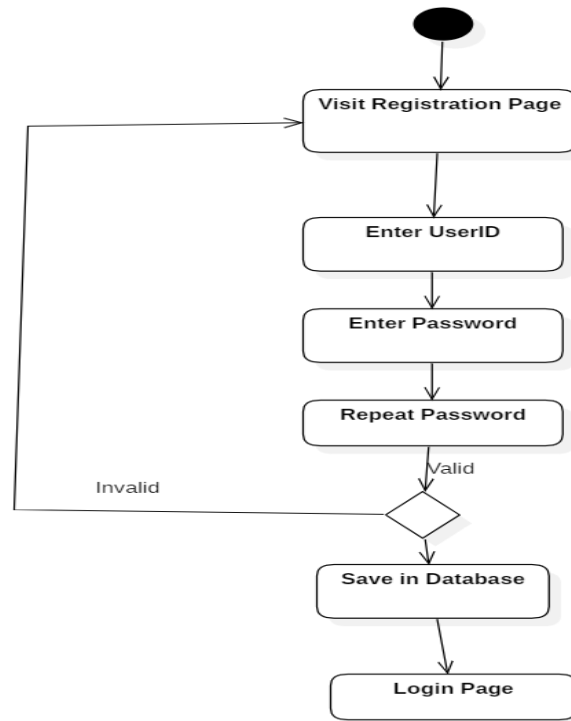 Visit Registration Page
Enter UserID
Enter Password
Repeat Password
Valid
Invalid
Save in Database
Login Page